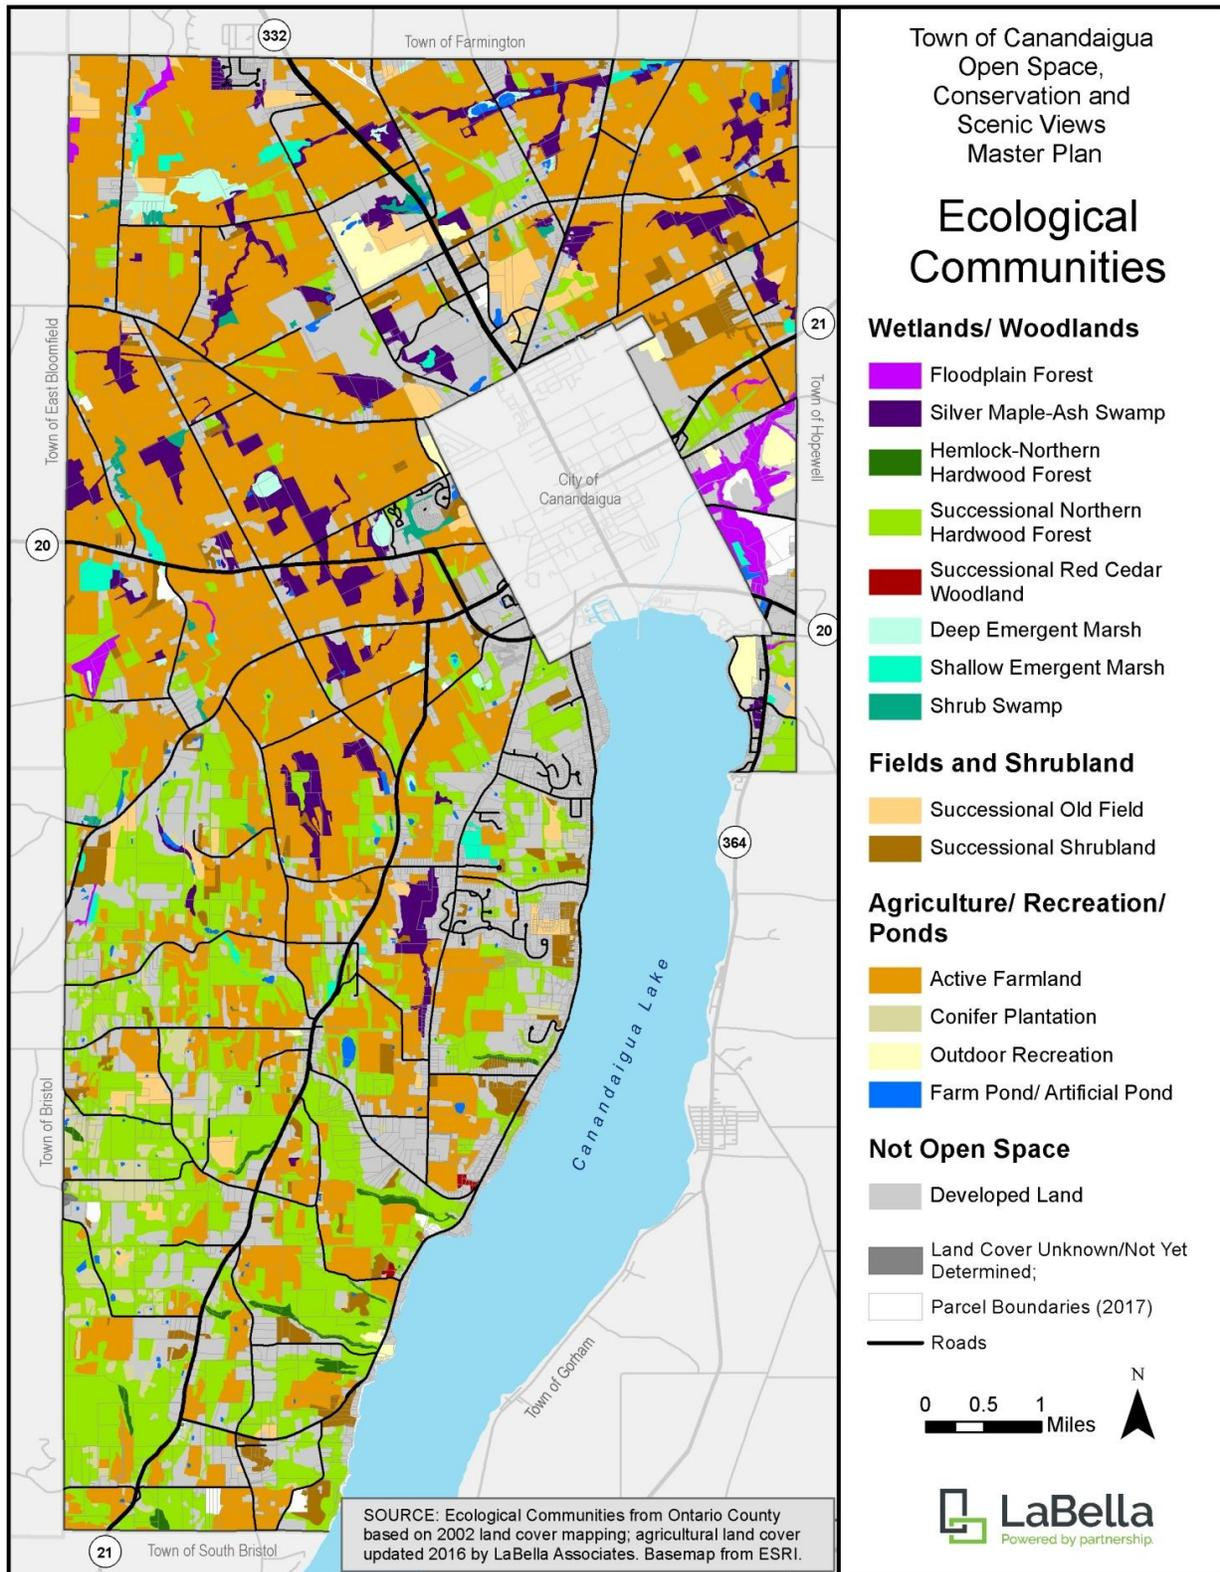 332
Town of Farmington
Town of East Bloomfield
21
Town of Hopewell
City of
Canandaigua
20
20
364
Canandaigua Lake
Town of Bristol
Town of Gorham
21
Town of South Bristol
SOURCE: Ecological Communities from Ontario County
based on 2002 land cover mapping; agricultural land cover
updated 2016 by LaBella Associates. Basemap from ESRI.
Town of Canandaigua
Open Space,
Conservation and
Scenic Views
Master Plan
Ecological
Communities
Wetlands/ Woodlands
Floodplain Forest
Silver Maple-Ash Swamp
Hemlock-Northern
Hardwood Forest
Successional Northern
Hardwood Forest
Successional Red Cedar
Woodland
Deep Emergent Marsh
Shallow Emergent Marsh
Shrub Swamp
Fields and Shrubland
Successional Old Field
Successional Shrubland
Agriculture/ Recreation/
Ponds
Active Farmland
Conifer Plantation
Outdoor Recreation
Farm Pond/ Artificial Pond
Not Open Space
Developed Land
Land Cover Unknown/Not Yet
Determined;
Parcel Boundaries (2017)
Roads
N
0 0.5 1
Miles
LaBella
Powered by partnership.